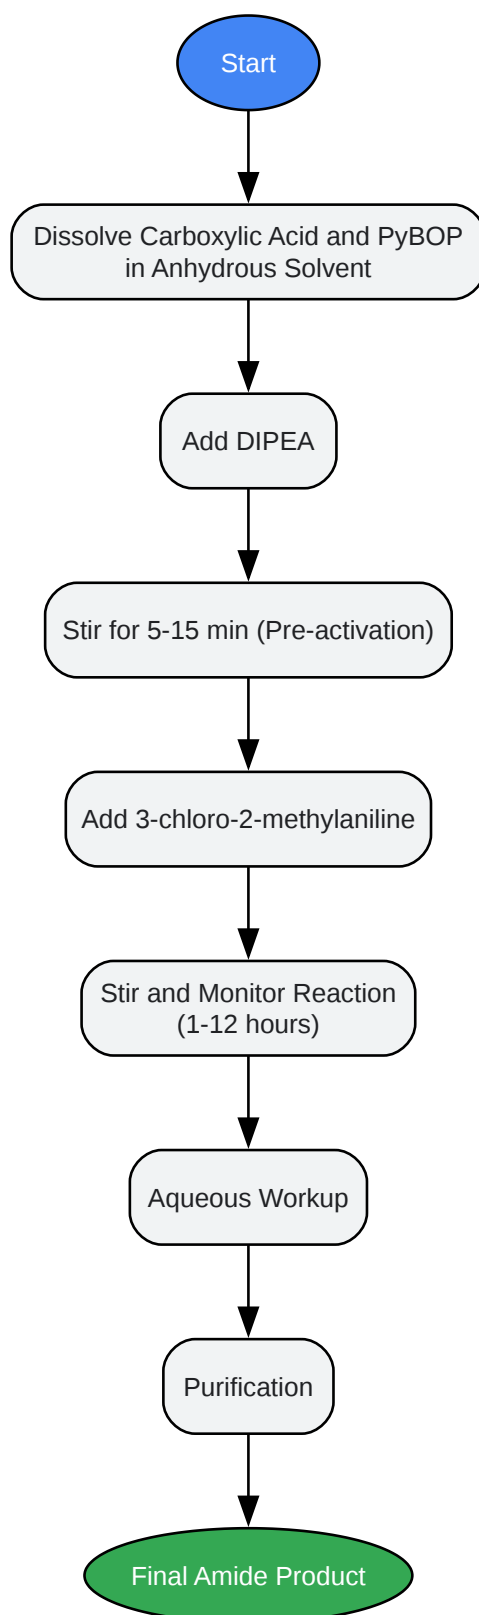 Start
Dissolve Carboxylic Acid and PyBOP
in Anhydrous Solvent
Add DIPEA
Stir for 5-15 min (Pre-activation)
Add 3-chloro-2-methylaniline
Stir and Monitor Reaction
(1-12 hours)
Aqueous Workup
Purification
Final Amide Product